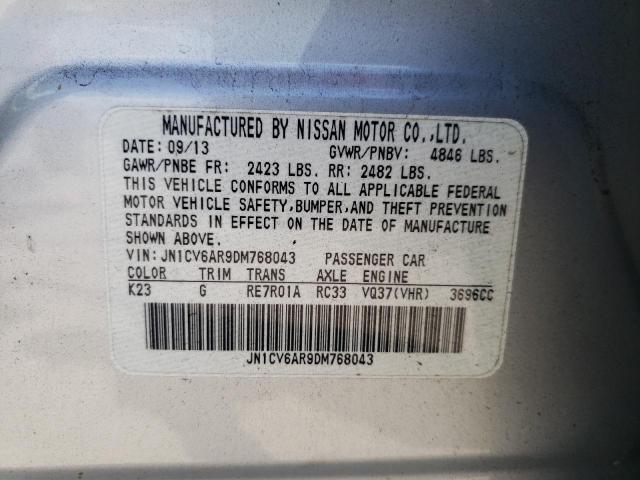 MANUFACTURED BY NISSAN MOTOR CO.,LTD.
DATE: 09/13 GVWR/PNBV: 4846 LBS.
GAWR/PNBE FR: 2423 LBS. RR: 2482 LBS.
THIS VEHICLE CONFORMS TO ALL APPLICABLE FEDERAL
MOTOR VEHICLE SAFETY,BUMPER,AND THEFT PREVENTION
STANDARDS IN EFFECT ON THE DATE OF MANUFACTURE
SHOWN ABOVE.
VIN: JN1CV6AR9DM768043 PASSENGER CAR
COLOR TRIM TRANS AXLE ENGINE
K23 G RE7R01A RC33 VQ37(VHR) 3696CC
JN1CV6AR9DM768043